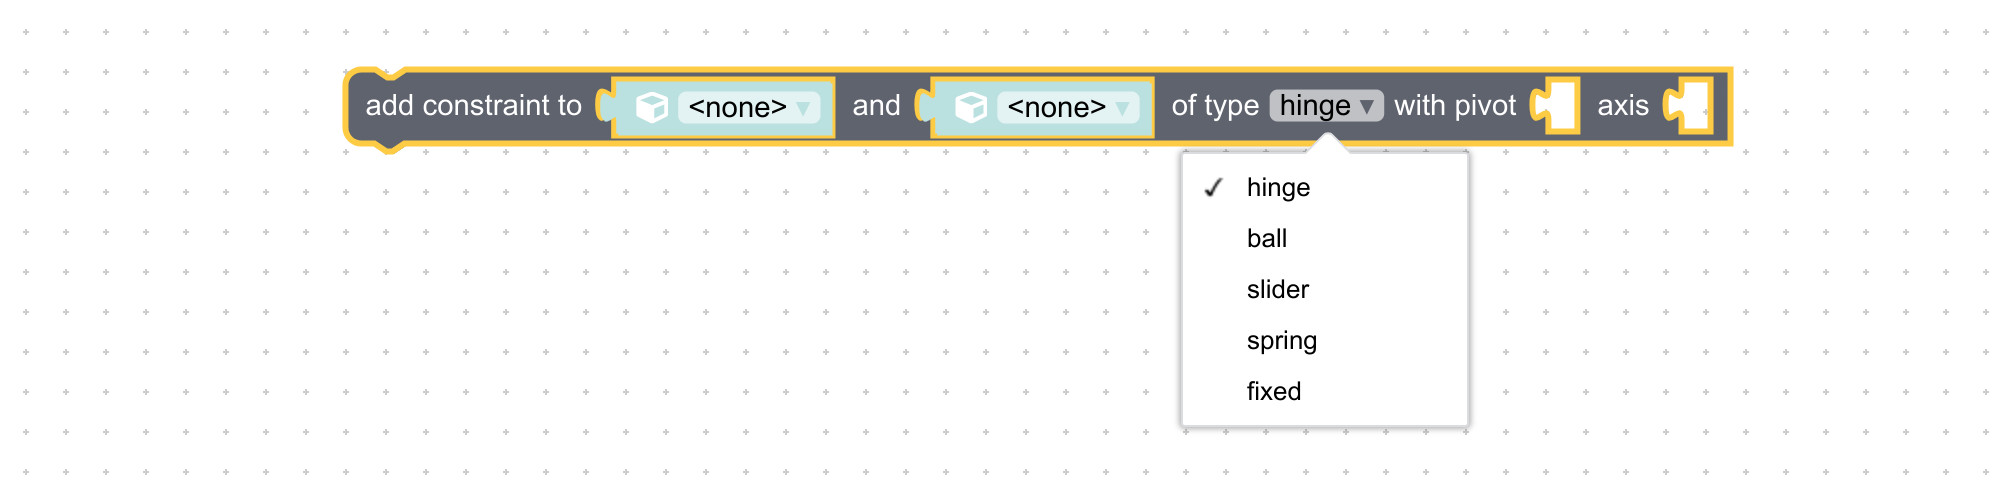 add constraint to <none> ▾ and <none> ▾ of type hinge ▾ with pivot axis
✓ hinge
ball
slider
spring
fixed